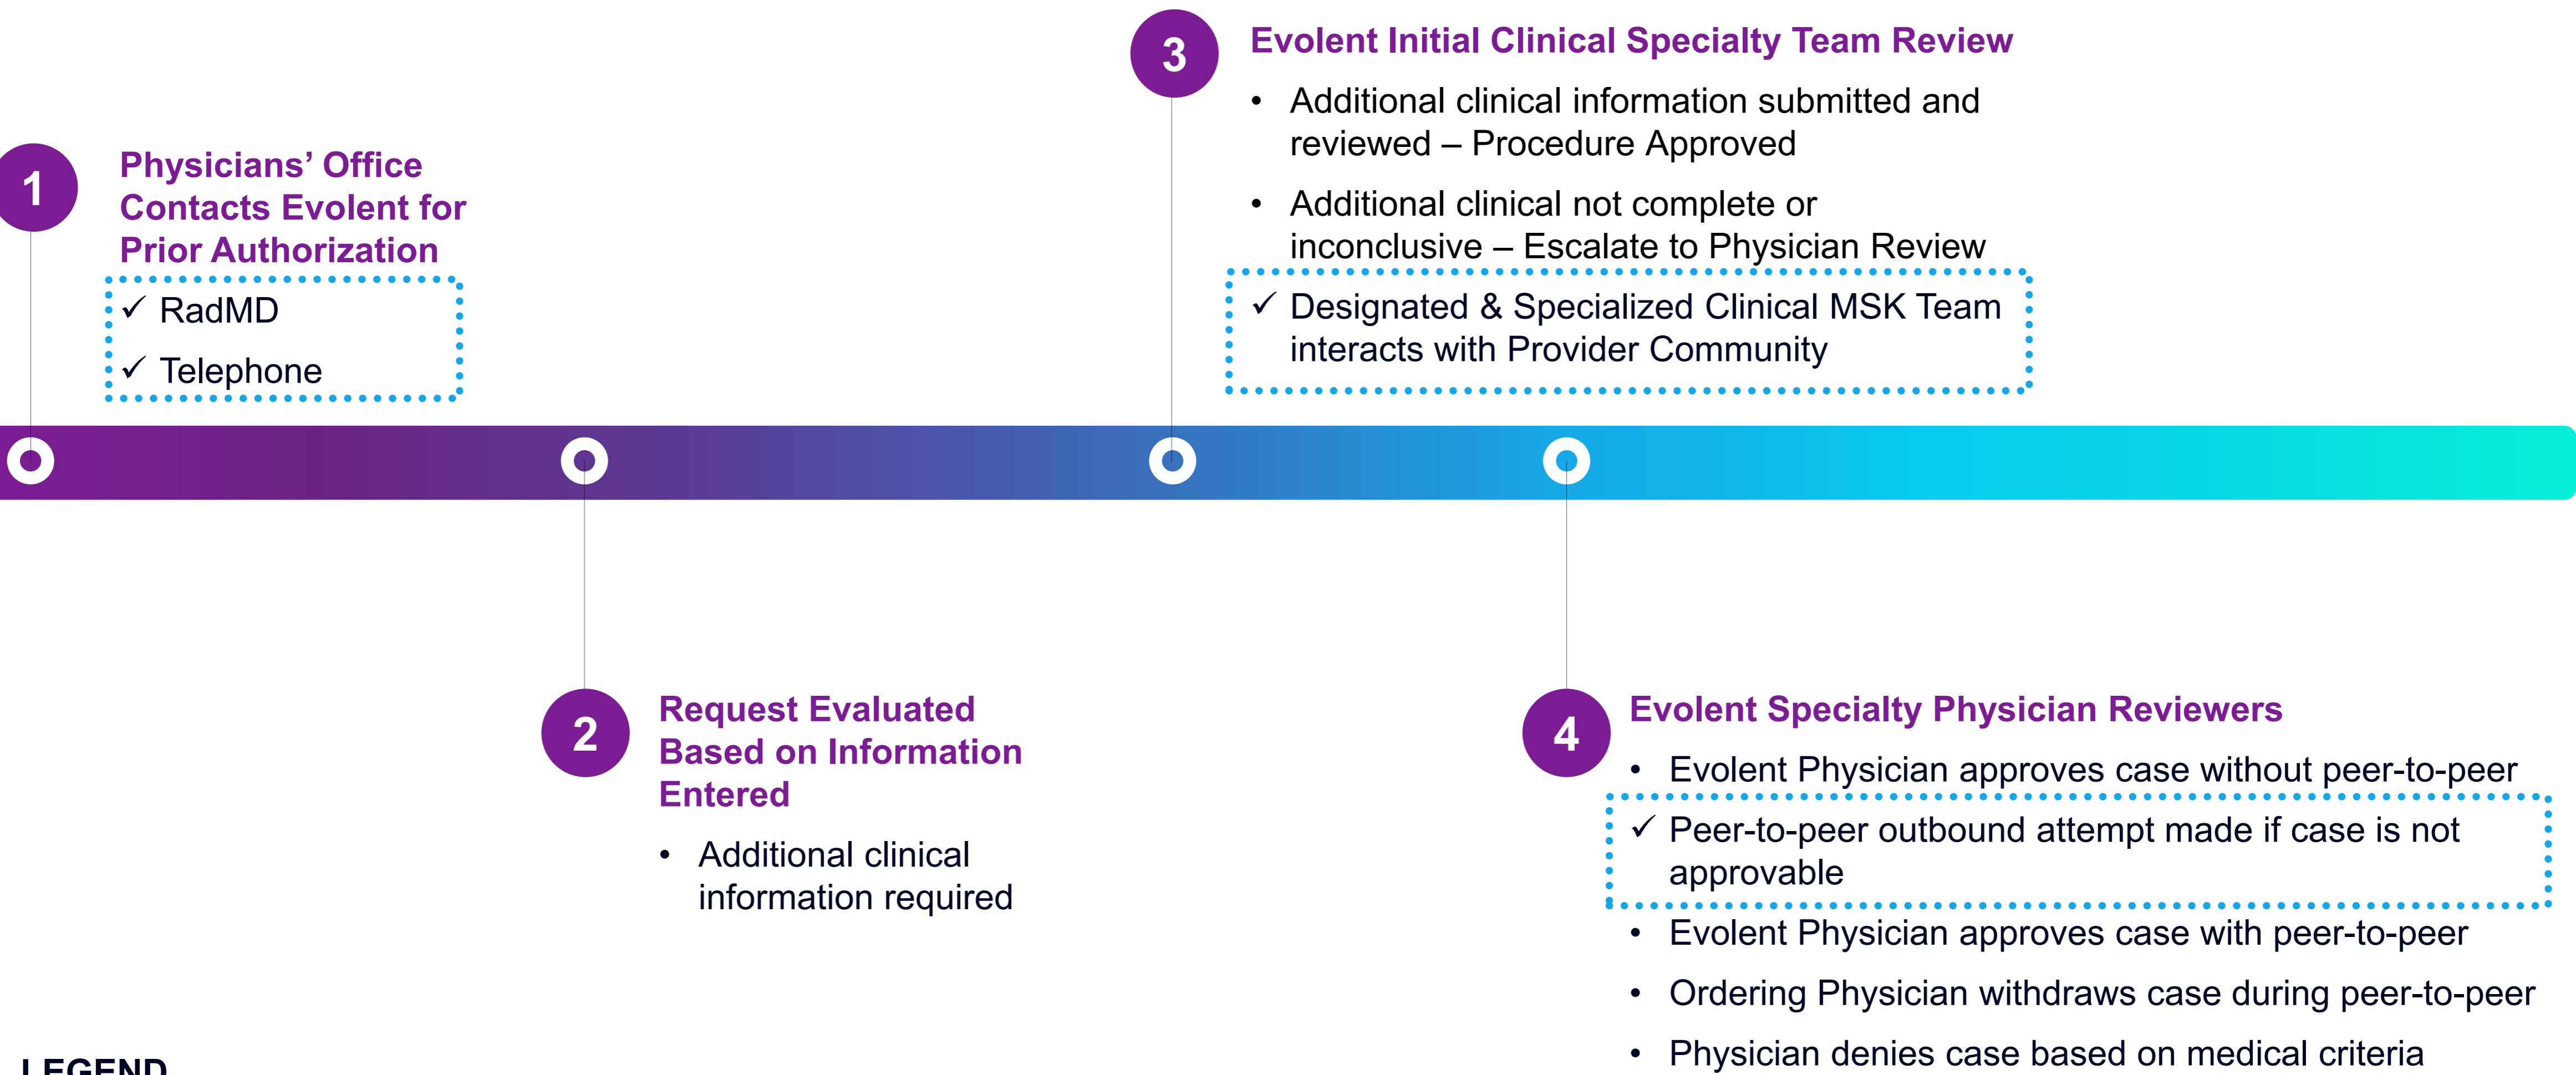 1
Physicians’ Office
Contacts Evolent for
Prior Authorization
✓ RadMD
✓ Telephone
2
Request Evaluated
Based on Information
Entered
• Additional clinical
information required
3
Evolent Initial Clinical Specialty Team Review
• Additional clinical information submitted and
reviewed – Procedure Approved
• Additional clinical not complete or
inconclusive – Escalate to Physician Review
✓ Designated & Specialized Clinical MSK Team
interacts with Provider Community
4
Evolent Specialty Physician Reviewers
• Evolent Physician approves case without peer-to-peer
✓ Peer-to-peer outbound attempt made if case is not
approvable
• Evolent Physician approves case with peer-to-peer
• Ordering Physician withdraws case during peer-to-peer
• Physician denies case based on medical criteria
LEGEND